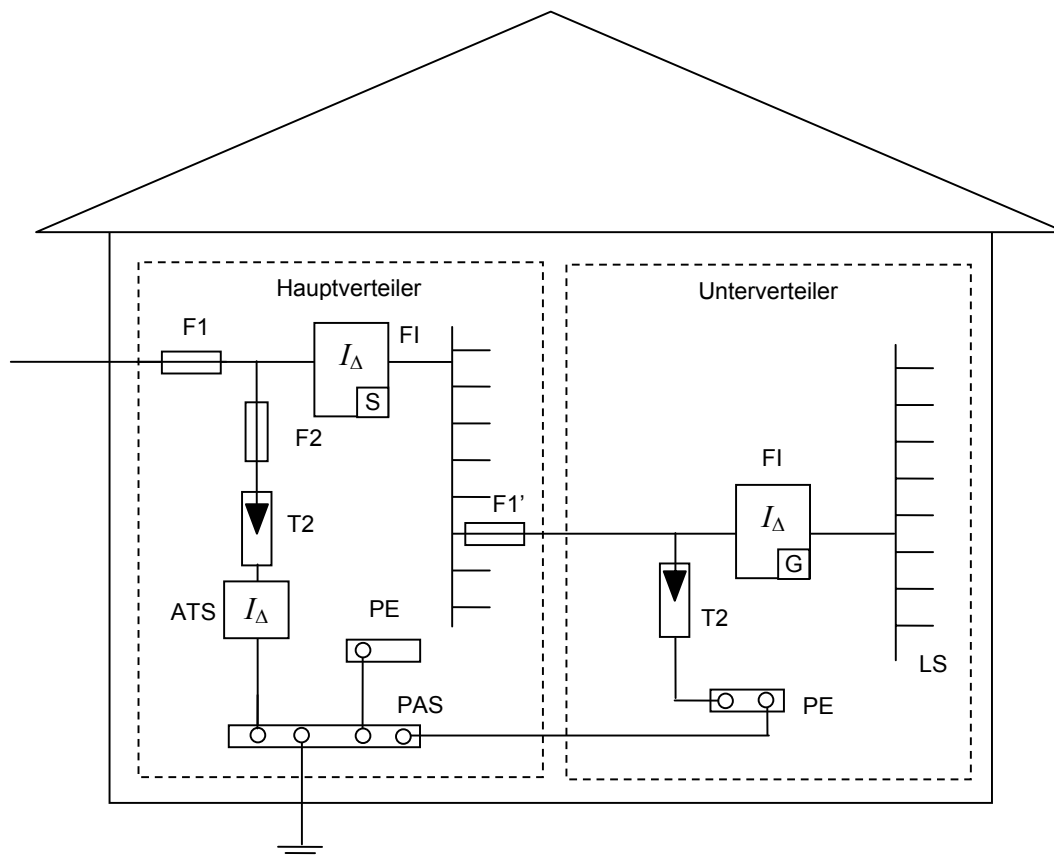 Hauptverteiler
Unterverteiler
F1
FI
I_Δ
S
F2
T2
ATS
I_Δ
PE
PAS
F1’
FI
I_Δ
G
T2
LS
PE